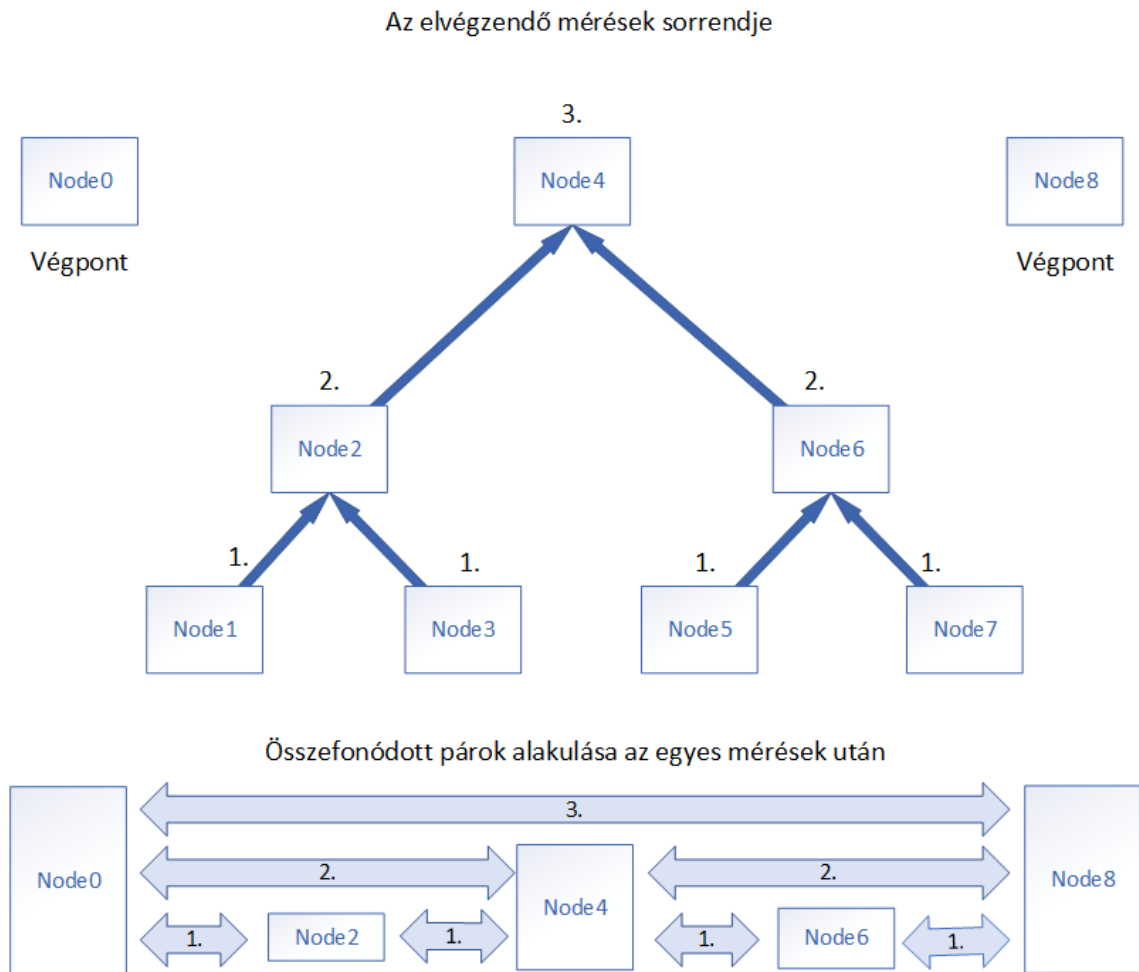 Az elvégzendő mérések sorrendje
3.
Node0
Node4
Node8
Végpont
Végpont
2.
2.
Node2
Node6
1.
1.
1.
1.
Node1
Node3
Node5
Node7
Összefonódott párok alakulása az egyes mérések után
3.
Node0
2.
Node4
2.
Node8
1.
Node2
1.
1.
Node6
1.